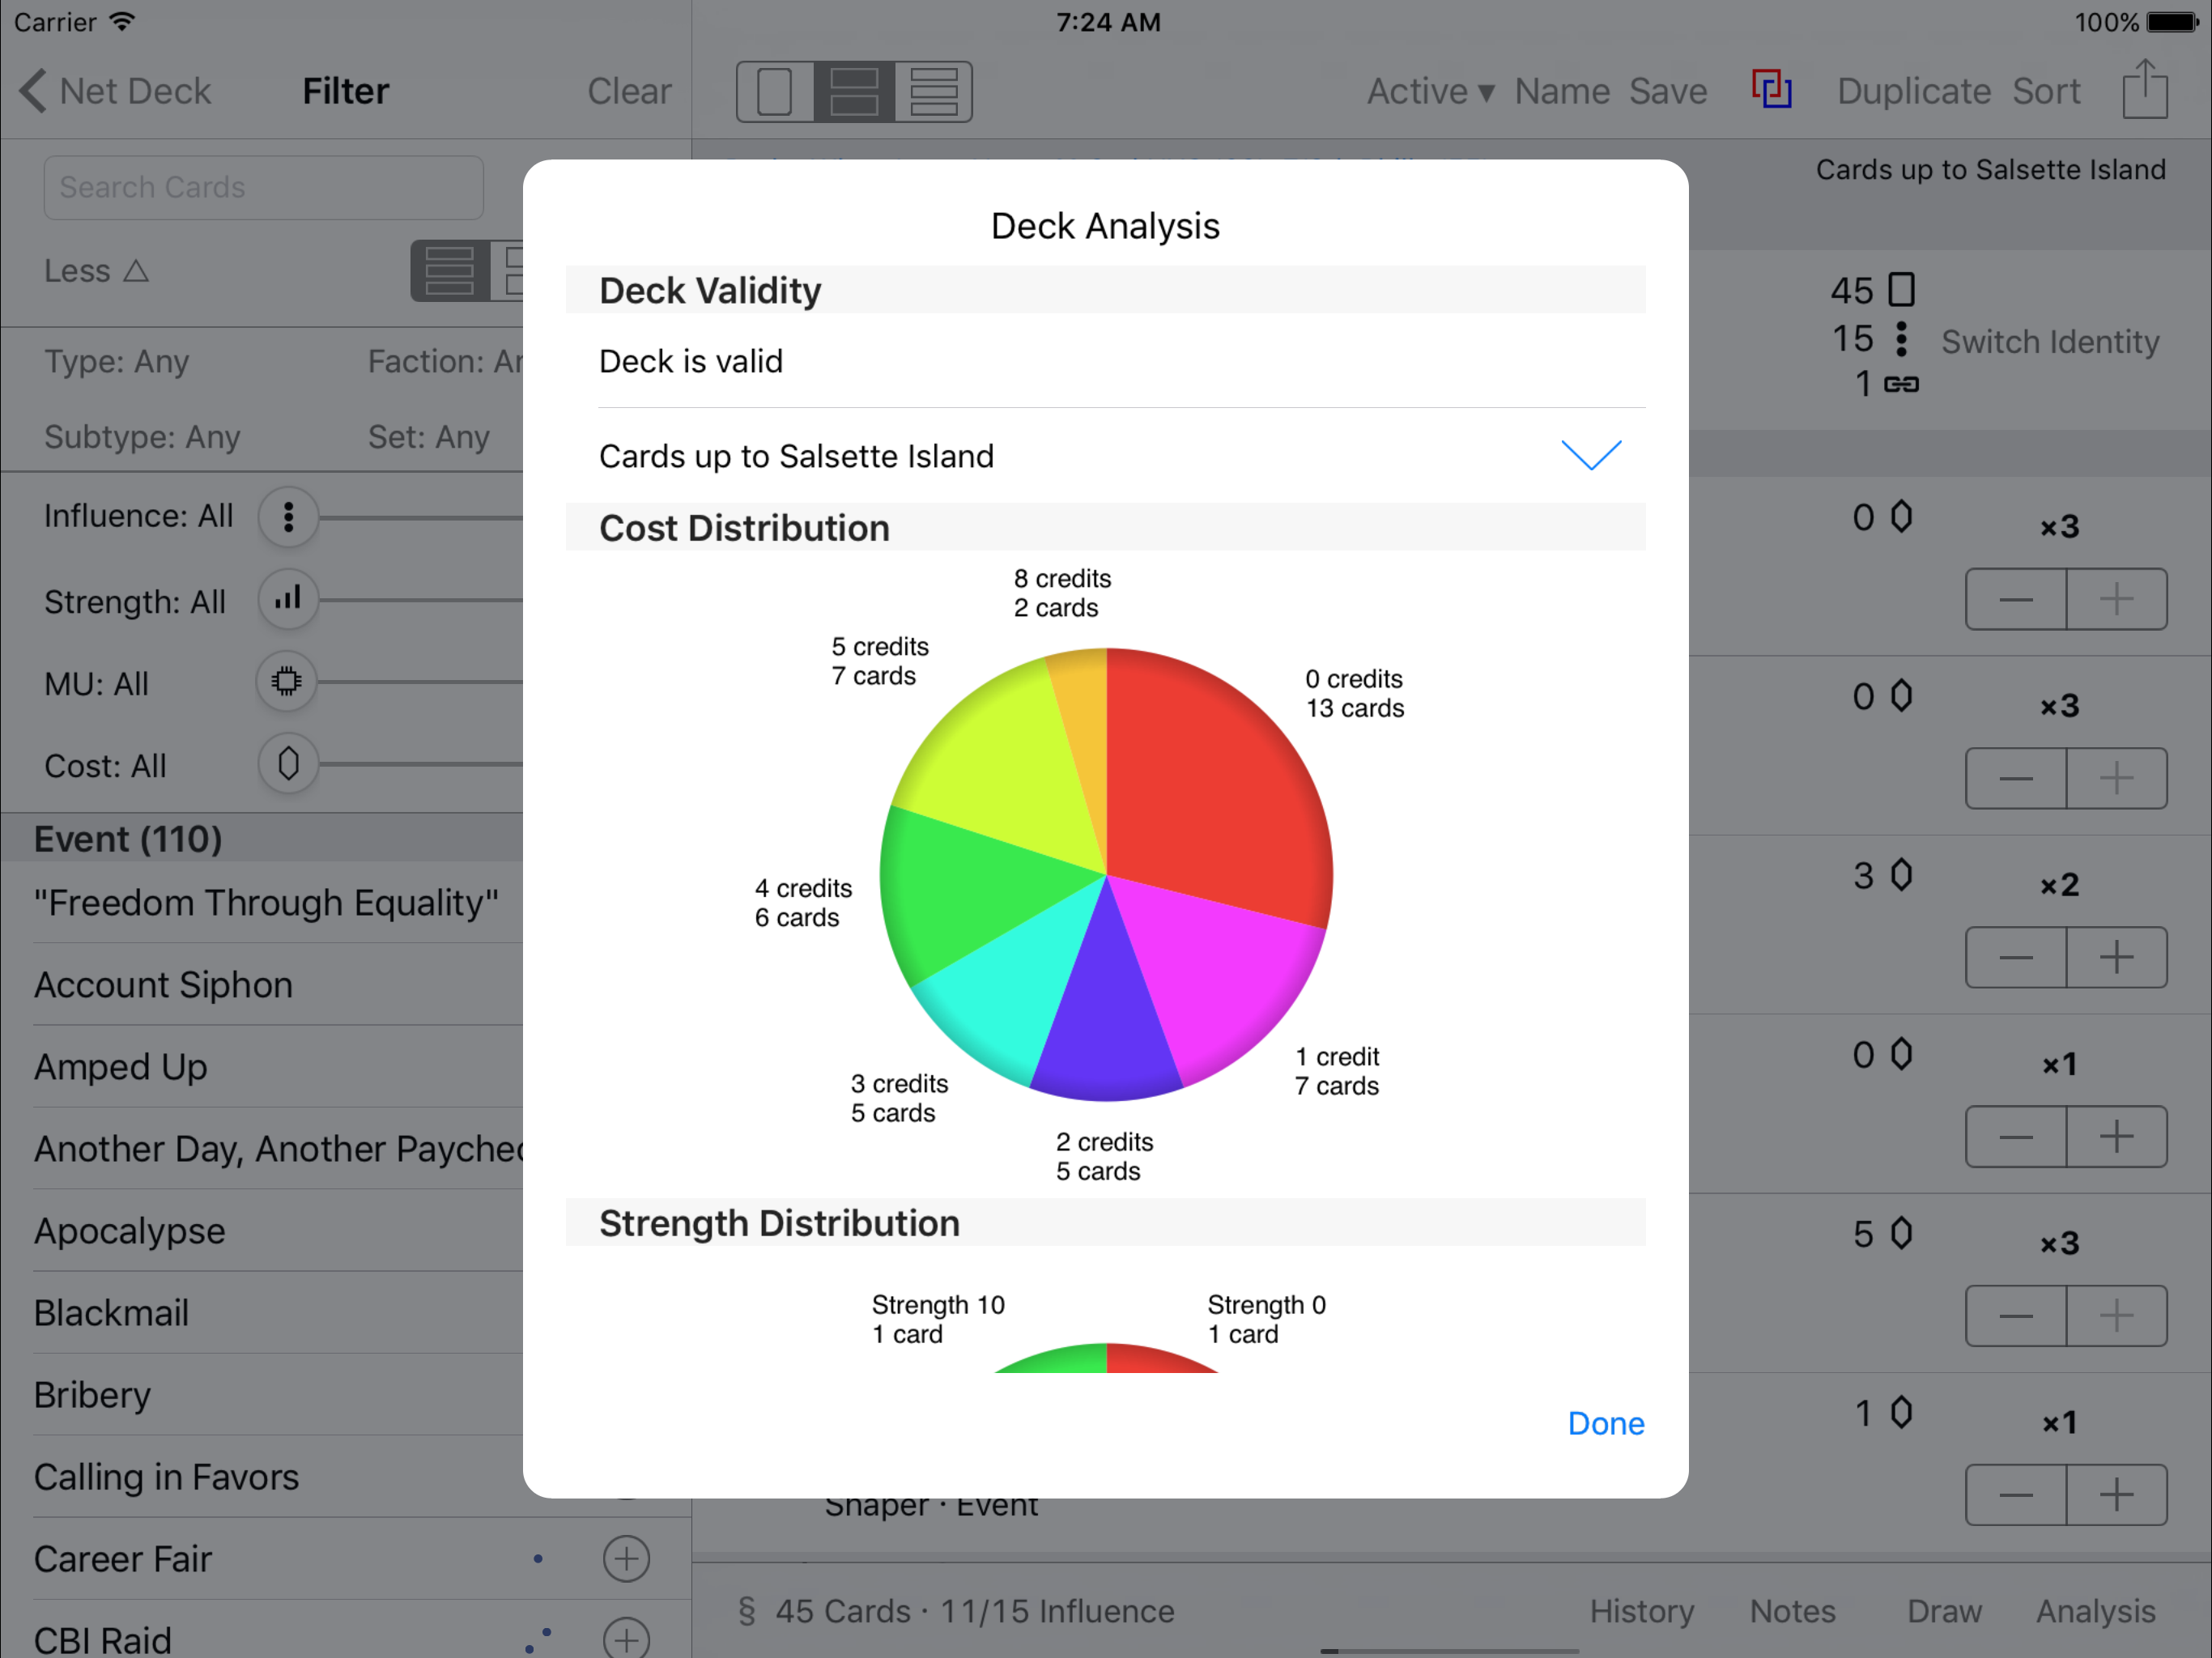 Carrier
7:24 AM
100%
Net Deck
Filter
Clear
Active ▾
Name
Save
Duplicate
Sort
Search Cards
Cards up to Salsette Island
Less △
45
15
1
Switch Identity
Type: Any
Faction:
Subtype: Any
Set: Any
Influence: All
Strength: All
MU: All
Cost: All
Event (110)
"Freedom Through Equality"
Account Siphon
Amped Up
Another Day, Another
Apocalypse
Blackmail
Bribery
Calling in Favors
Career Fair
CBI Raid
Deck Analysis
Deck Validity
Deck is valid
Cards up to Salsette Island
Cost Distribution
8 credits
2 cards
5 credits
7 cards
0 credits
13 cards
4 credits
6 cards
3 credits
5 cards
1 credit
7 cards
2 credits
5 cards
Strength Distribution
Strength 10
1 card
Strength 0
1 card
Done
0
×3
0
×3
3
×2
0
×1
5
×3
1
×1
Shaper · Event
§ 45 Cards · 11/15 Influence
History
Notes
Draw
Analysis